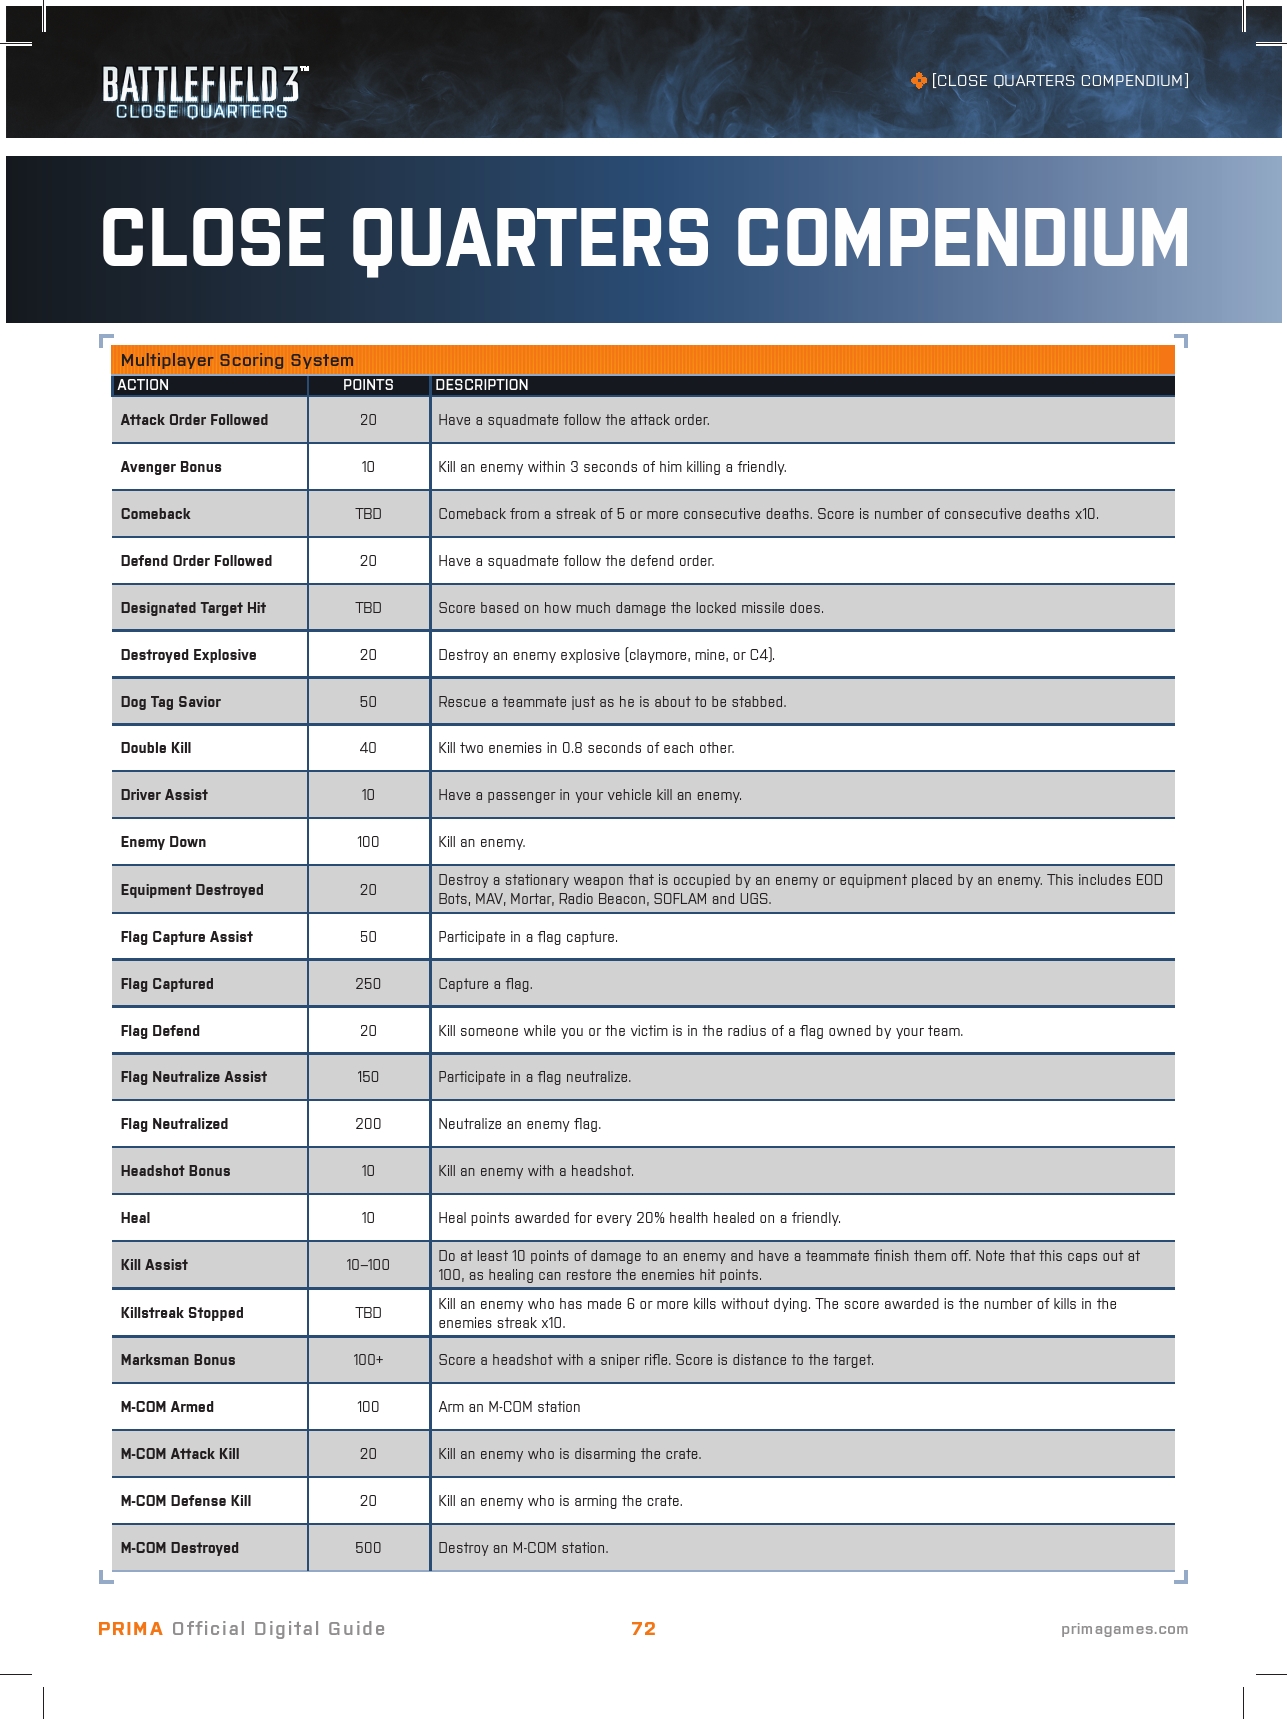 BATTLEFIELD 3™
CLOSE QUARTERS
[CLOSE QUARTERS COMPENDIUM]
CLOSE QUARTERS COMPENDIUM
Multiplayer Scoring System
ACTION POINTS DESCRIPTION
Attack Order Followed 20 Have a squadmate follow the attack order.
Avenger Bonus 10 Kill an enemy within 3 seconds of him killing a friendly.
Comeback TBD Comeback from a streak of 5 or more consecutive deaths. Score is number of consecutive deaths x10.
Defend Order Followed 20 Have a squadmate follow the defend order.
Designated Target Hit TBD Score based on how much damage the locked missile does.
Destroyed Explosive 20 Destroy an enemy explosive (claymore, mine, or C4).
Dog Tag Savior 50 Rescue a teammate just as he is about to be stabbed.
Double Kill 40 Kill two enemies in 0.8 seconds of each other.
Driver Assist 10 Have a passenger in your vehicle kill an enemy.
Enemy Down 100 Kill an enemy.
Equipment Destroyed 20 Destroy a stationary weapon that is occupied by an enemy or equipment placed by an enemy. This includes EOD
Bots, MAV, Mortar, Radio Beacon, SOFLAM and UGS.
Flag Capture Assist 50 Participate in a flag capture.
Flag Captured 250 Capture a flag.
Flag Defend 20 Kill someone while you or the victim is in the radius of a flag owned by your team.
Flag Neutralize Assist 150 Participate in a flag neutralize.
Flag Neutralized 200 Neutralize an enemy flag.
Headshot Bonus 10 Kill an enemy with a headshot.
Heal 10 Heal points awarded for every 20% health healed on a friendly.
Kill Assist 10–100 Do at least 10 points of damage to an enemy and have a teammate finish them off. Note that this caps out at
100, as healing can restore the enemies hit points.
Killstreak Stopped TBD Kill an enemy who has made 6 or more kills without dying. The score awarded is the number of kills in the
enemies streak x10.
Marksman Bonus 100+ Score a headshot with a sniper rifle. Score is distance to the target.
M-COM Armed 100 Arm an M-COM station
M-COM Attack Kill 20 Kill an enemy who is disarming the crate.
M-COM Defense Kill 20 Kill an enemy who is arming the crate.
M-COM Destroyed 500 Destroy an M-COM station.
PRIMA Official Digital Guide 72 primagames.com